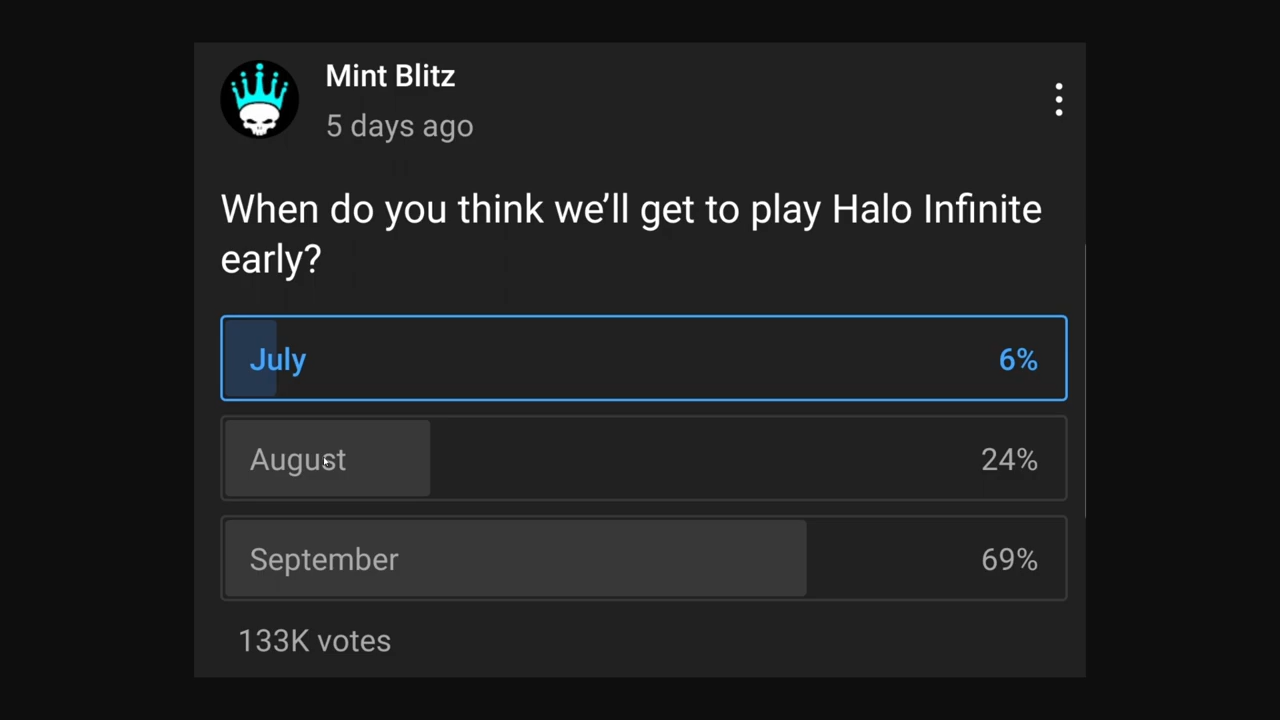 Mint Blitz
5 days ago
When do you think we’ll get to play Halo Infinite
early?
July 6%
August 24%
September 69%
133K votes